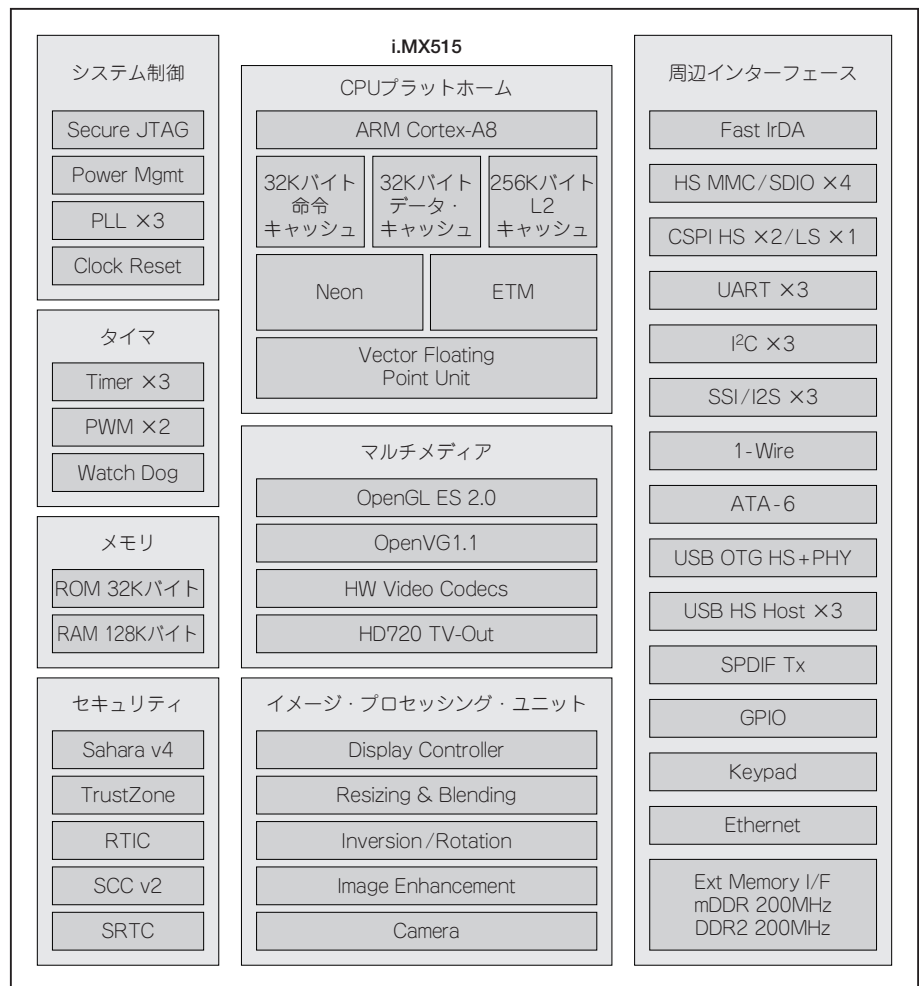 i.MX515
システム制御
Secure JTAG
Power Mgmt
PLL ×3
Clock Reset
タイマ
Timer ×3
PWM ×2
Watch Dog
メモリ
ROM 32Kバイト
RAM 128Kバイト
セキュリティ
Sahara v4
TrustZone
RTIC
SCC v2
SRTC
CPUプラットホーム
ARM Cortex-A8
32Kバイト
命令
キャッシュ
32Kバイト
データ・
キャッシュ
256Kバイト
L2
キャッシュ
Neon
ETM
Vector Floating
Point Unit
マルチメディア
OpenGL ES 2.0
OpenVG1.1
HW Video Codecs
HD720 TV-Out
イメージ・プロセッシング・ユニット
Display Controller
Resizing & Blending
Inversion/Rotation
Image Enhancement
Camera
周辺インターフェース
Fast IrDA
HS MMC/SDIO ×4
CSPI HS ×2/LS ×1
UART ×3
I²C ×3
SSI/I2S ×3
1-Wire
ATA-6
USB OTG HS+PHY
USB HS Host ×3
SPDIF Tx
GPIO
Keypad
Ethernet
Ext Memory I/F
mDDR 200MHz
DDR2 200MHz